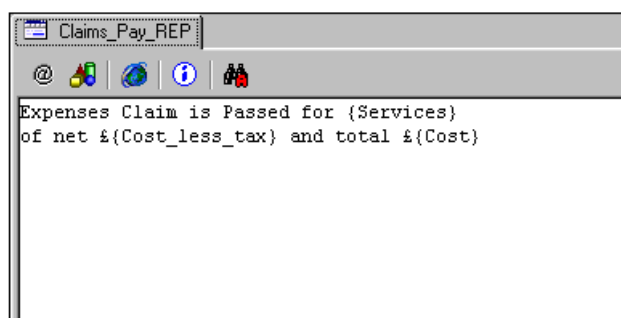 Claims_Pay_REP
@
Expenses Claim is Passed for {Services}
of net £{Cost_less_tax} and total £{Cost}